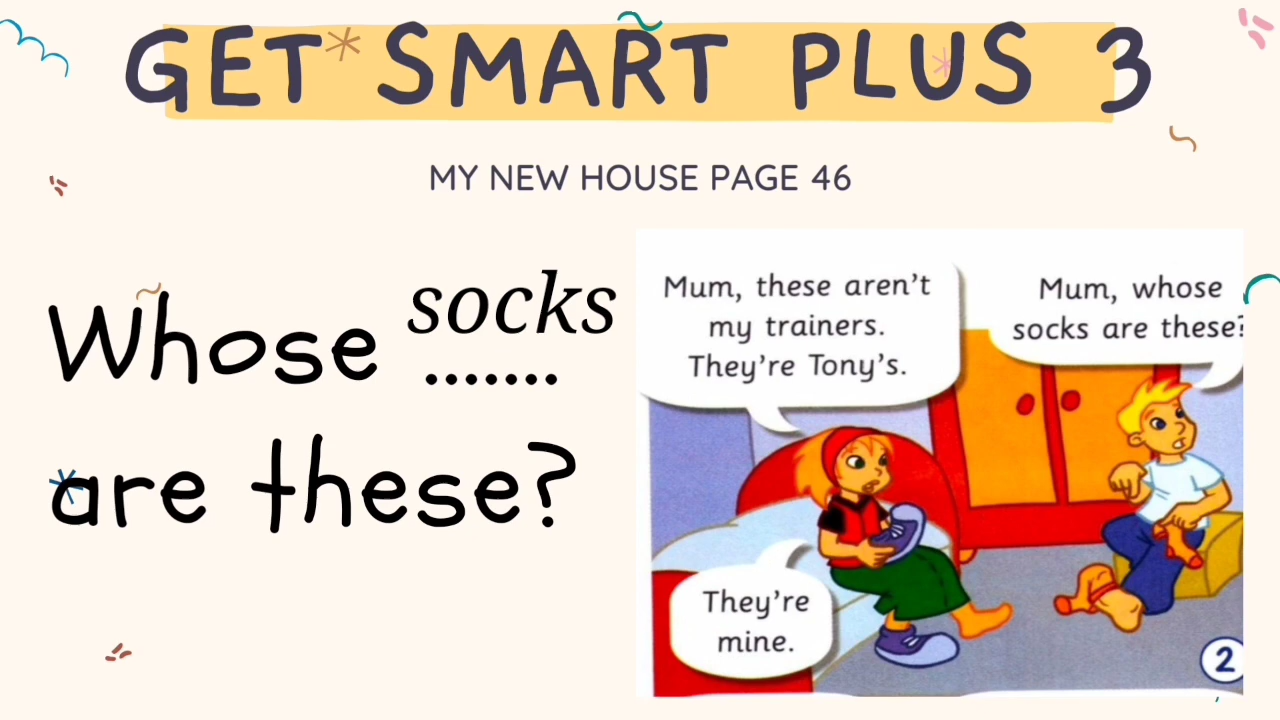 GET SMART PLUS 3
MY NEW HOUSE PAGE 46
Whose socks
.......
are these?
Mum, these aren't
my trainers.
They're Tony's.
Mum, whose
socks are these?
They're
mine.
2